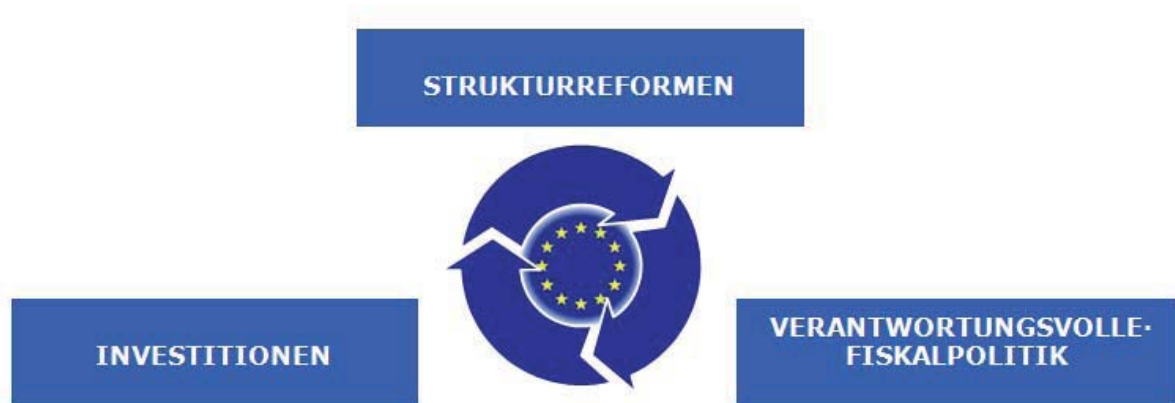 STRUKTURREFORMEN
INVESTITIONEN
VERANTWORTUNGSVOLLE·
FISKALPOLITIK